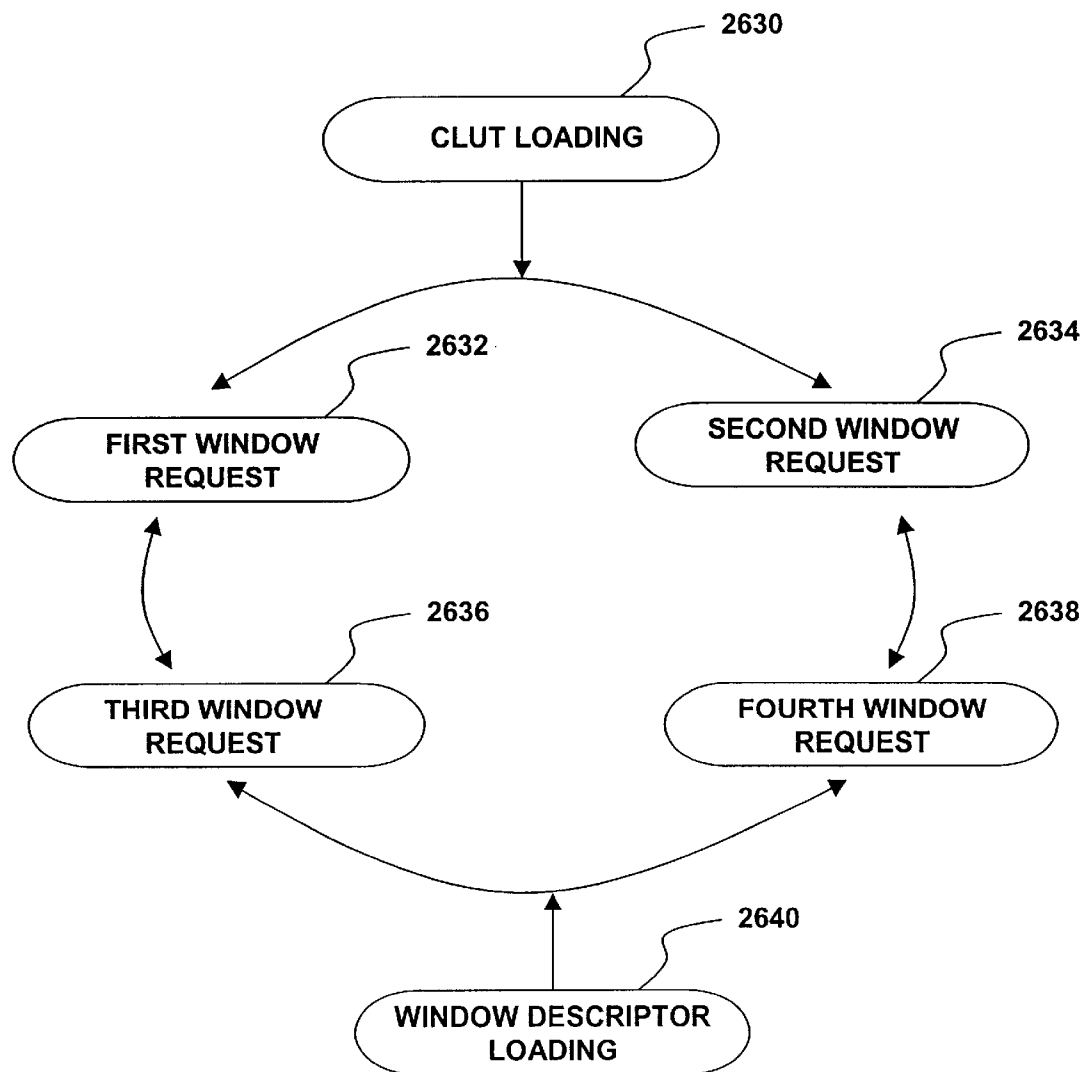 2630
CLUT LOADING
2632
2634
FIRST WINDOW
REQUEST
SECOND WINDOW
REQUEST
2636
2638
THIRD WINDOW
REQUEST
FOURTH WINDOW
REQUEST
2640
WINDOW DESCRIPTOR
LOADING